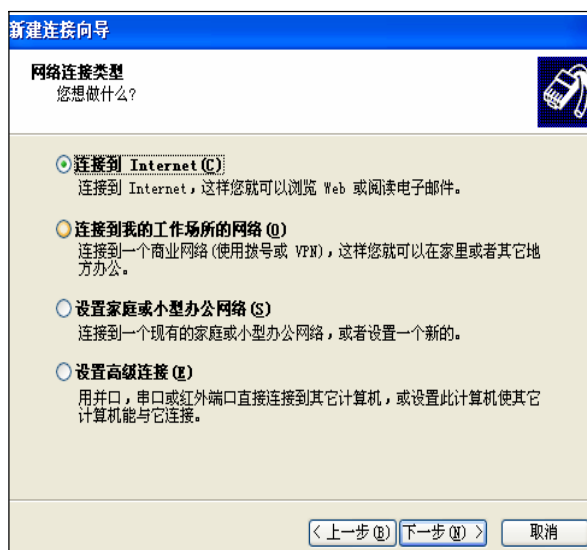 新建连接向导
网络连接类型
您想做什么?
连接到 Internet(C)
连接到 Internet,这样您就可以浏览 Web 或阅读电子邮件。
连接到我的工作场所的网络(O)
连接到一个商业网络(使用拨号或 VPN),这样您就可以在家里或者其它地
方办公。
设置家庭或小型办公网络(S)
连接到一个现有的家庭或小型办公网络,或者设置一个新的。
设置高级连接(E)
用并口,串口或红外端口直接连接到其它计算机,或设置此计算机使其它
计算机能与它连接。
< 上一步(B) 下一步(N) > 取消